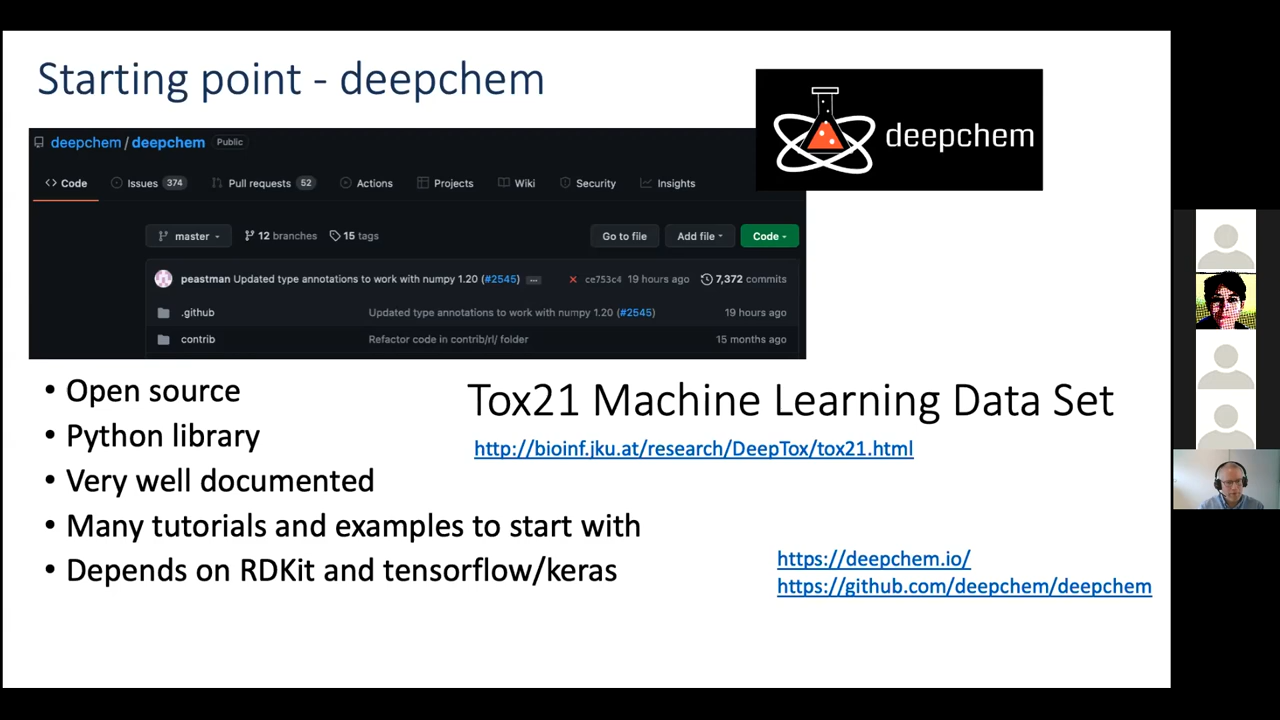 Starting point - deepchem
deepchem
deepchem / deepchem Public
Code Issues 374 Pull requests 52 Actions Projects Wiki Security Insights
master 12 branches 15 tags Go to file Add file Code
peastman Updated type annotations to work with numpy 1.20 (#2545) ... ce753c4 19 hours ago 7,372 commits
.github Updated type annotations to work with numpy 1.20 (#2545) 19 hours ago
contrib Refactor code in contrib/rl/ folder 15 months ago
• Open source
• Python library
• Very well documented
• Many tutorials and examples to start with
• Depends on RDKit and tensorflow/keras
Tox21 Machine Learning Data Set
http://bioinf.jku.at/research/DeepTox/tox21.html
https://deepchem.io/
https://github.com/deepchem/deepchem